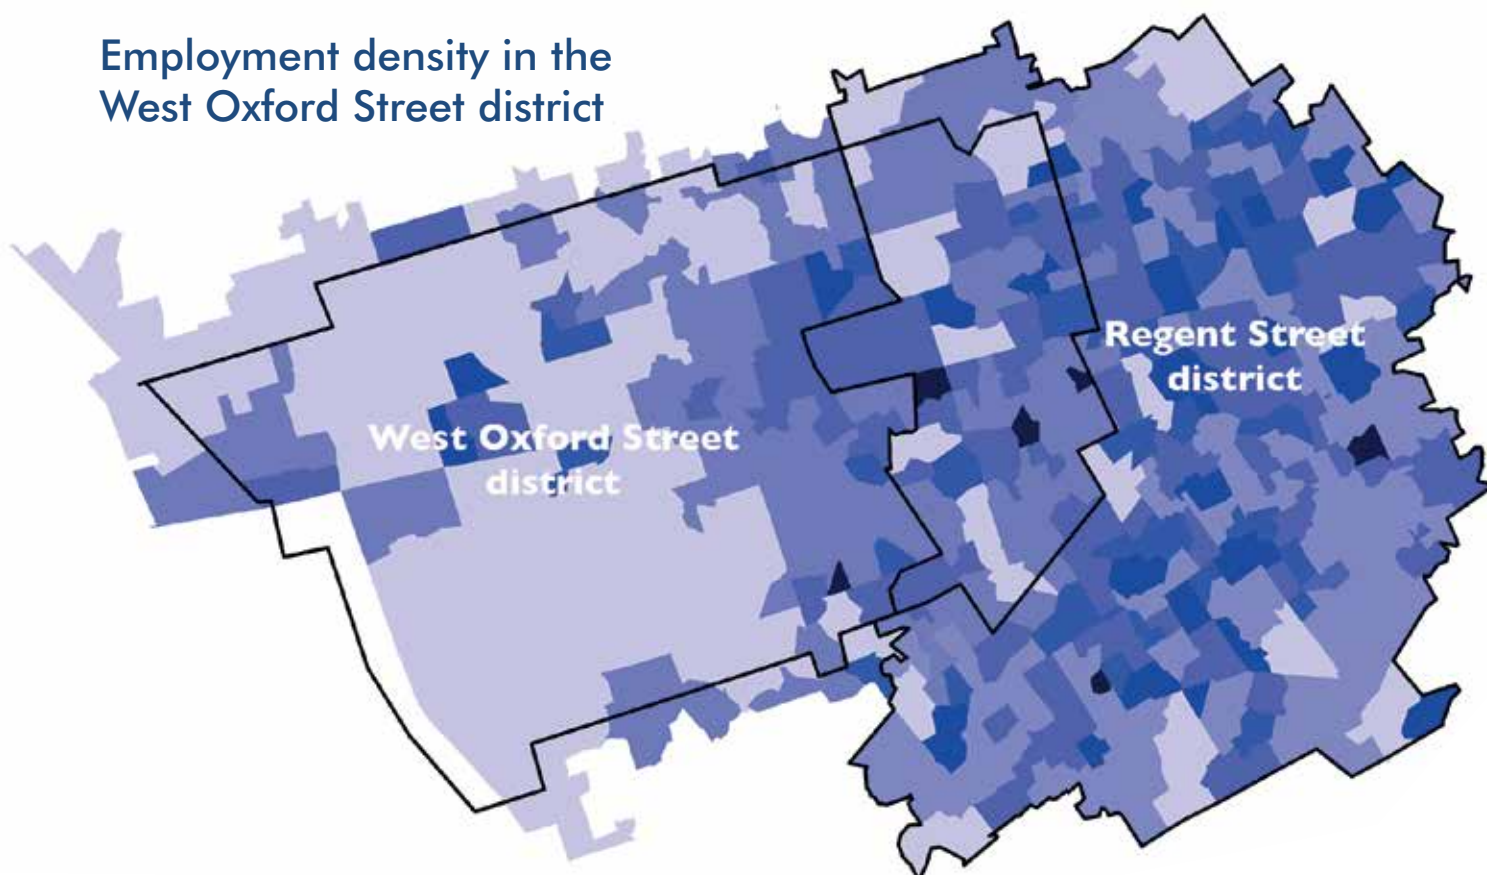 Employment density in the
West Oxford Street district
Regent Street
district
West Oxford Street
district